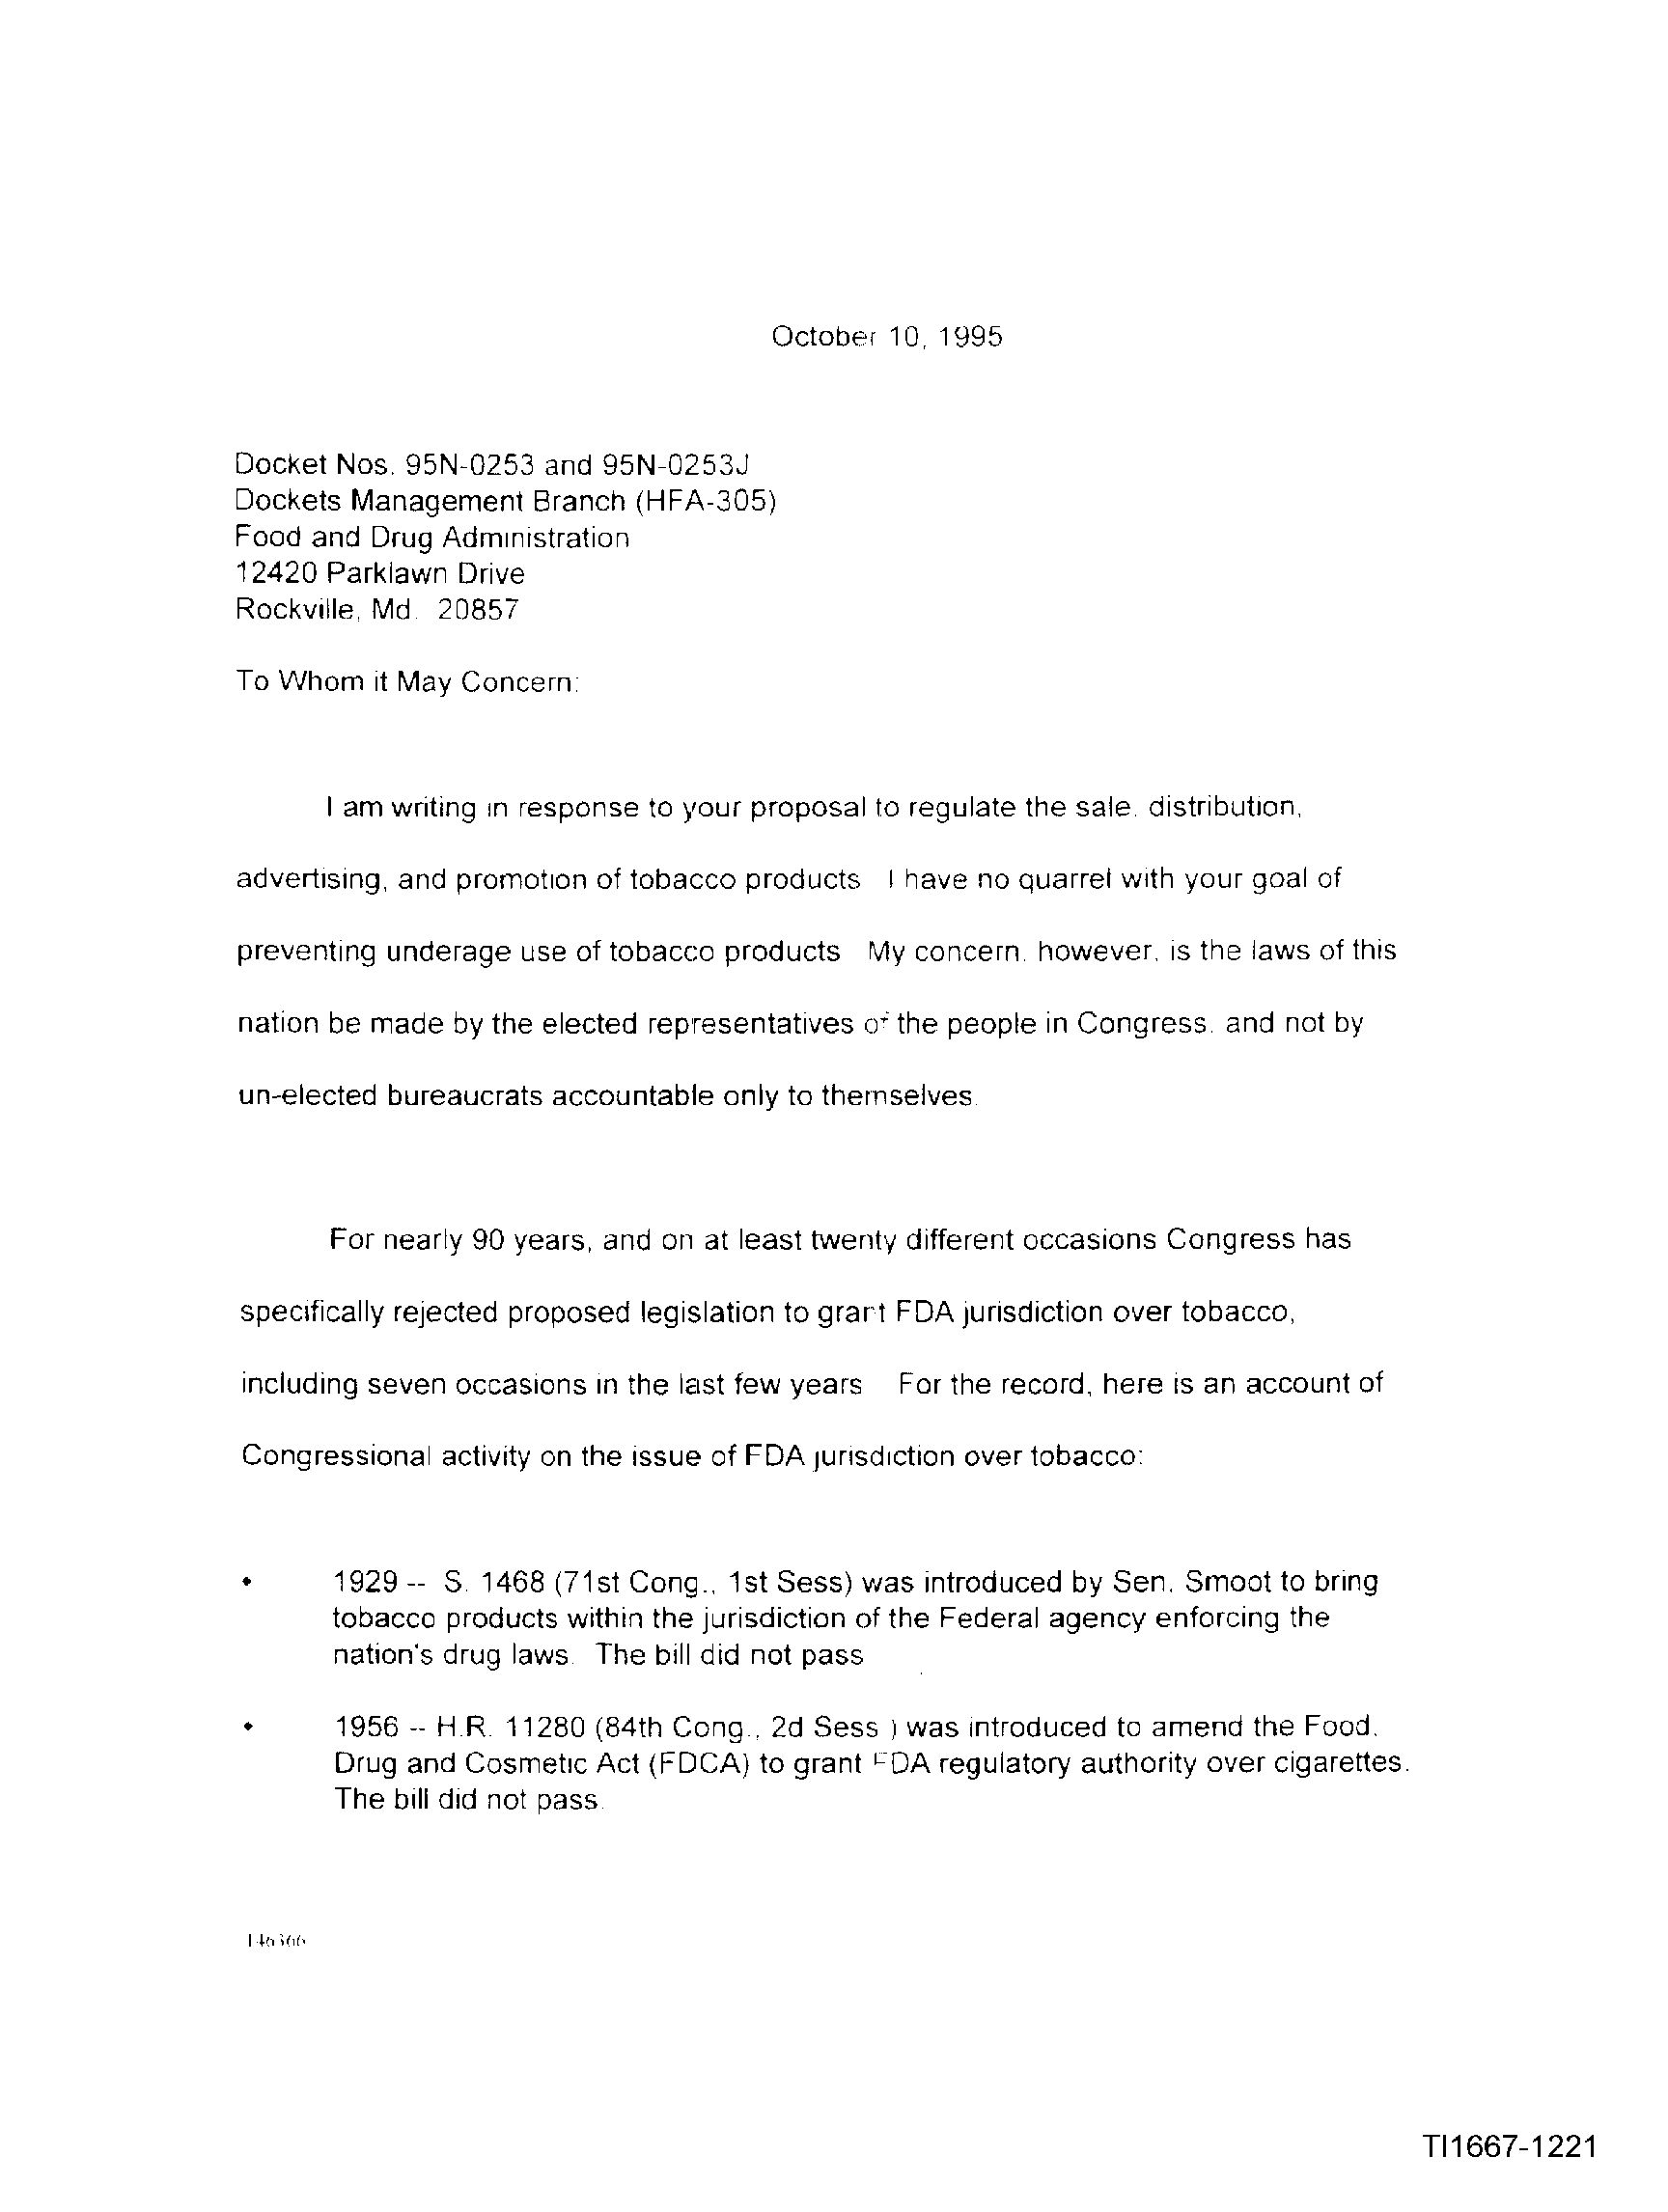 October 10, 1995
Docket Nos. 95N-0253 and 95N-0253J
Dockets Management Branch (HFA-305)
Food and Drug Administration
12420 Parklawn Drive
Rockville, Md. 20857
To Whom it May Concern:
I am writing in response to your proposal to regulate the sale, distribution,
advertising, and promotion of tobacco products I have no quarrel with your goal of
preventing underage use of tobacco products My concern, however, is the laws of this
nation be made by the elected representatives of the people in Congress, and not by
un-elected bureaucrats accountable only to themselves.
For nearly 90 years, and on at least twenty different occasions Congress has
specifically rejected proposed legislation to grant FDA jurisdiction over tobacco,
including seven occasions in the last few years For the record, here is an account of
Congressional activity on the issue of FDA jurisdiction over tobacco:
• 1929 -- S. 1468 (71st Cong., 1st Sess) was introduced by Sen. Smoot to bring
tobacco products within the jurisdiction of the Federal agency enforcing the
nation's drug laws. The bill did not pass
• 1956 -- H.R. 11280 (84th Cong., 2d Sess ) was introduced to amend the Food,
Drug and Cosmetic Act (FDCA) to grant FDA regulatory authority over cigarettes.
The bill did not pass.
146366
TI1667-1221